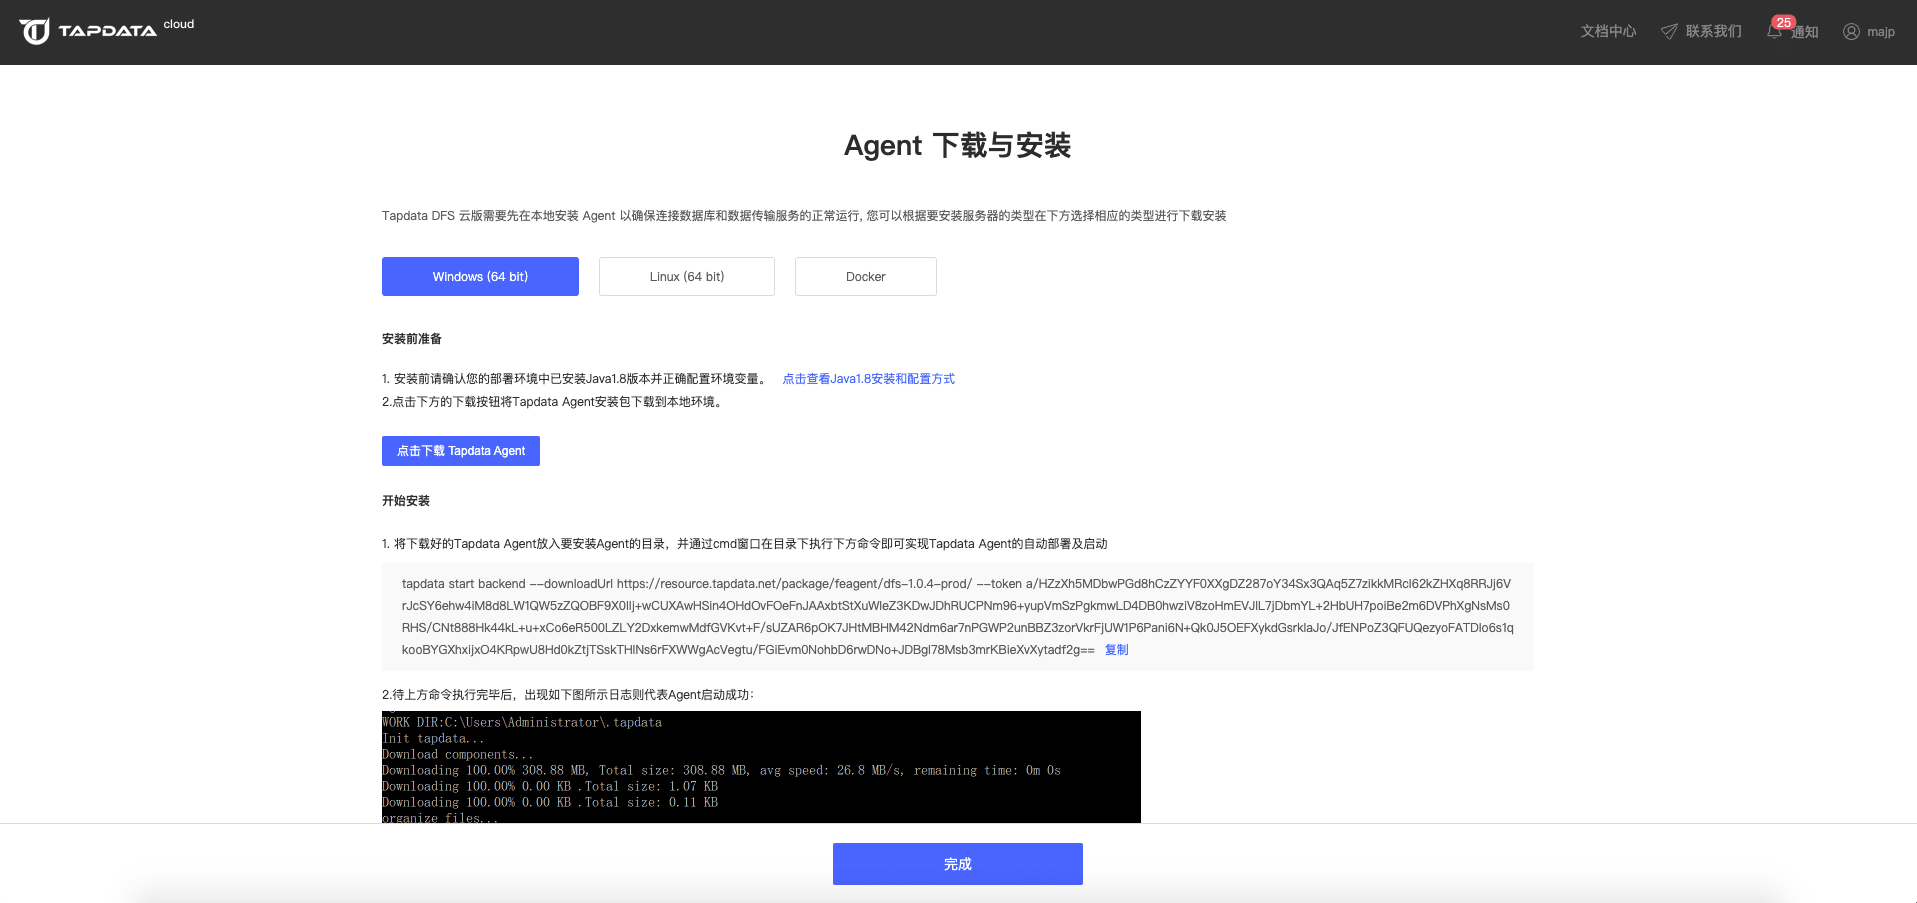 TAPDATA cloud
文档中心 联系我们 25 通知 majp
Agent 下载与安装
Tapdata DFS 云版需要先在本地安装 Agent 以确保连接数据库和数据传输服务的正常运行, 您可以根据要安装服务器的类型在下方选择相应的类型进行下载安装
Windows (64 bit) Linux (64 bit) Docker
安装前准备
1. 安装前请确认您的部署环境中已安装Java1.8版本并正确配置环境变量。 点击查看Java1.8安装和配置方式
2.点击下方的下载按钮将Tapdata Agent安装包下载到本地环境。
点击下载 Tapdata Agent
开始安装
1. 将下载好的Tapdata Agent放入要安装Agent的目录，并通过cmd窗口在目录下执行下方命令即可实现Tapdata Agent的自动部署及启动
tapdata start backend --downloadUrl https://resource.tapdata.net/package/feagent/dfs-1.0.4-prod/ --token a/HZzXh5MDbwPGd8hCzZYYF0XXgDZ287oY34Sx3QAq5Z7zikkMRcl62kZHXq8RRJj6V
rJcSY6ehw4iM8d8LW1QW5zZQOBF9X0Ilj+wCUXAwHSin4OHdOvFOeFnJAAxbtStXuWleZ3KDwJDhRUCPNm96+yupVmSzPgkmwLD4DB0hwziV8zoHmEVJlL7jDbmYL+2HbUH7poiBe2m6DVPhXgNsMs0
RHS/CNt888Hk44kL+u+xCo6eR500LZLY2DxkemwMdfGVKvt+F/sUZAR6pOK7JHtMBHM42Ndm6ar7nPGWP2unBBZ3zorVkrFjUW1P6Pani6N+Qk0J5OEFXykdGsrklaJo/JfENPoZ3QFUQezyoFATDlo6s1q
kooBYGXhxijxO4KRpwU8Hd0kZtjTSskTHlNs6rFXWWgAcVegtu/FGiEvm0NohbD6rwDNo+JDBgl78Msb3mrKBieXvXytadf2g== 复制
2.待上方命令执行完毕后，出现如下图所示日志则代表Agent启动成功：
WORK DIR:C:\Users\Administrator\.tapdata
Init tapdata...
Download components...
Downloading 100.00% 308.88 MB, Total size: 308.88 MB, avg speed: 26.8 MB/s, remaining time: 0m 0s
Downloading 100.00% 0.00 KB .Total size: 1.07 KB
Downloading 100.00% 0.00 KB .Total size: 0.11 KB
organize files...
完成